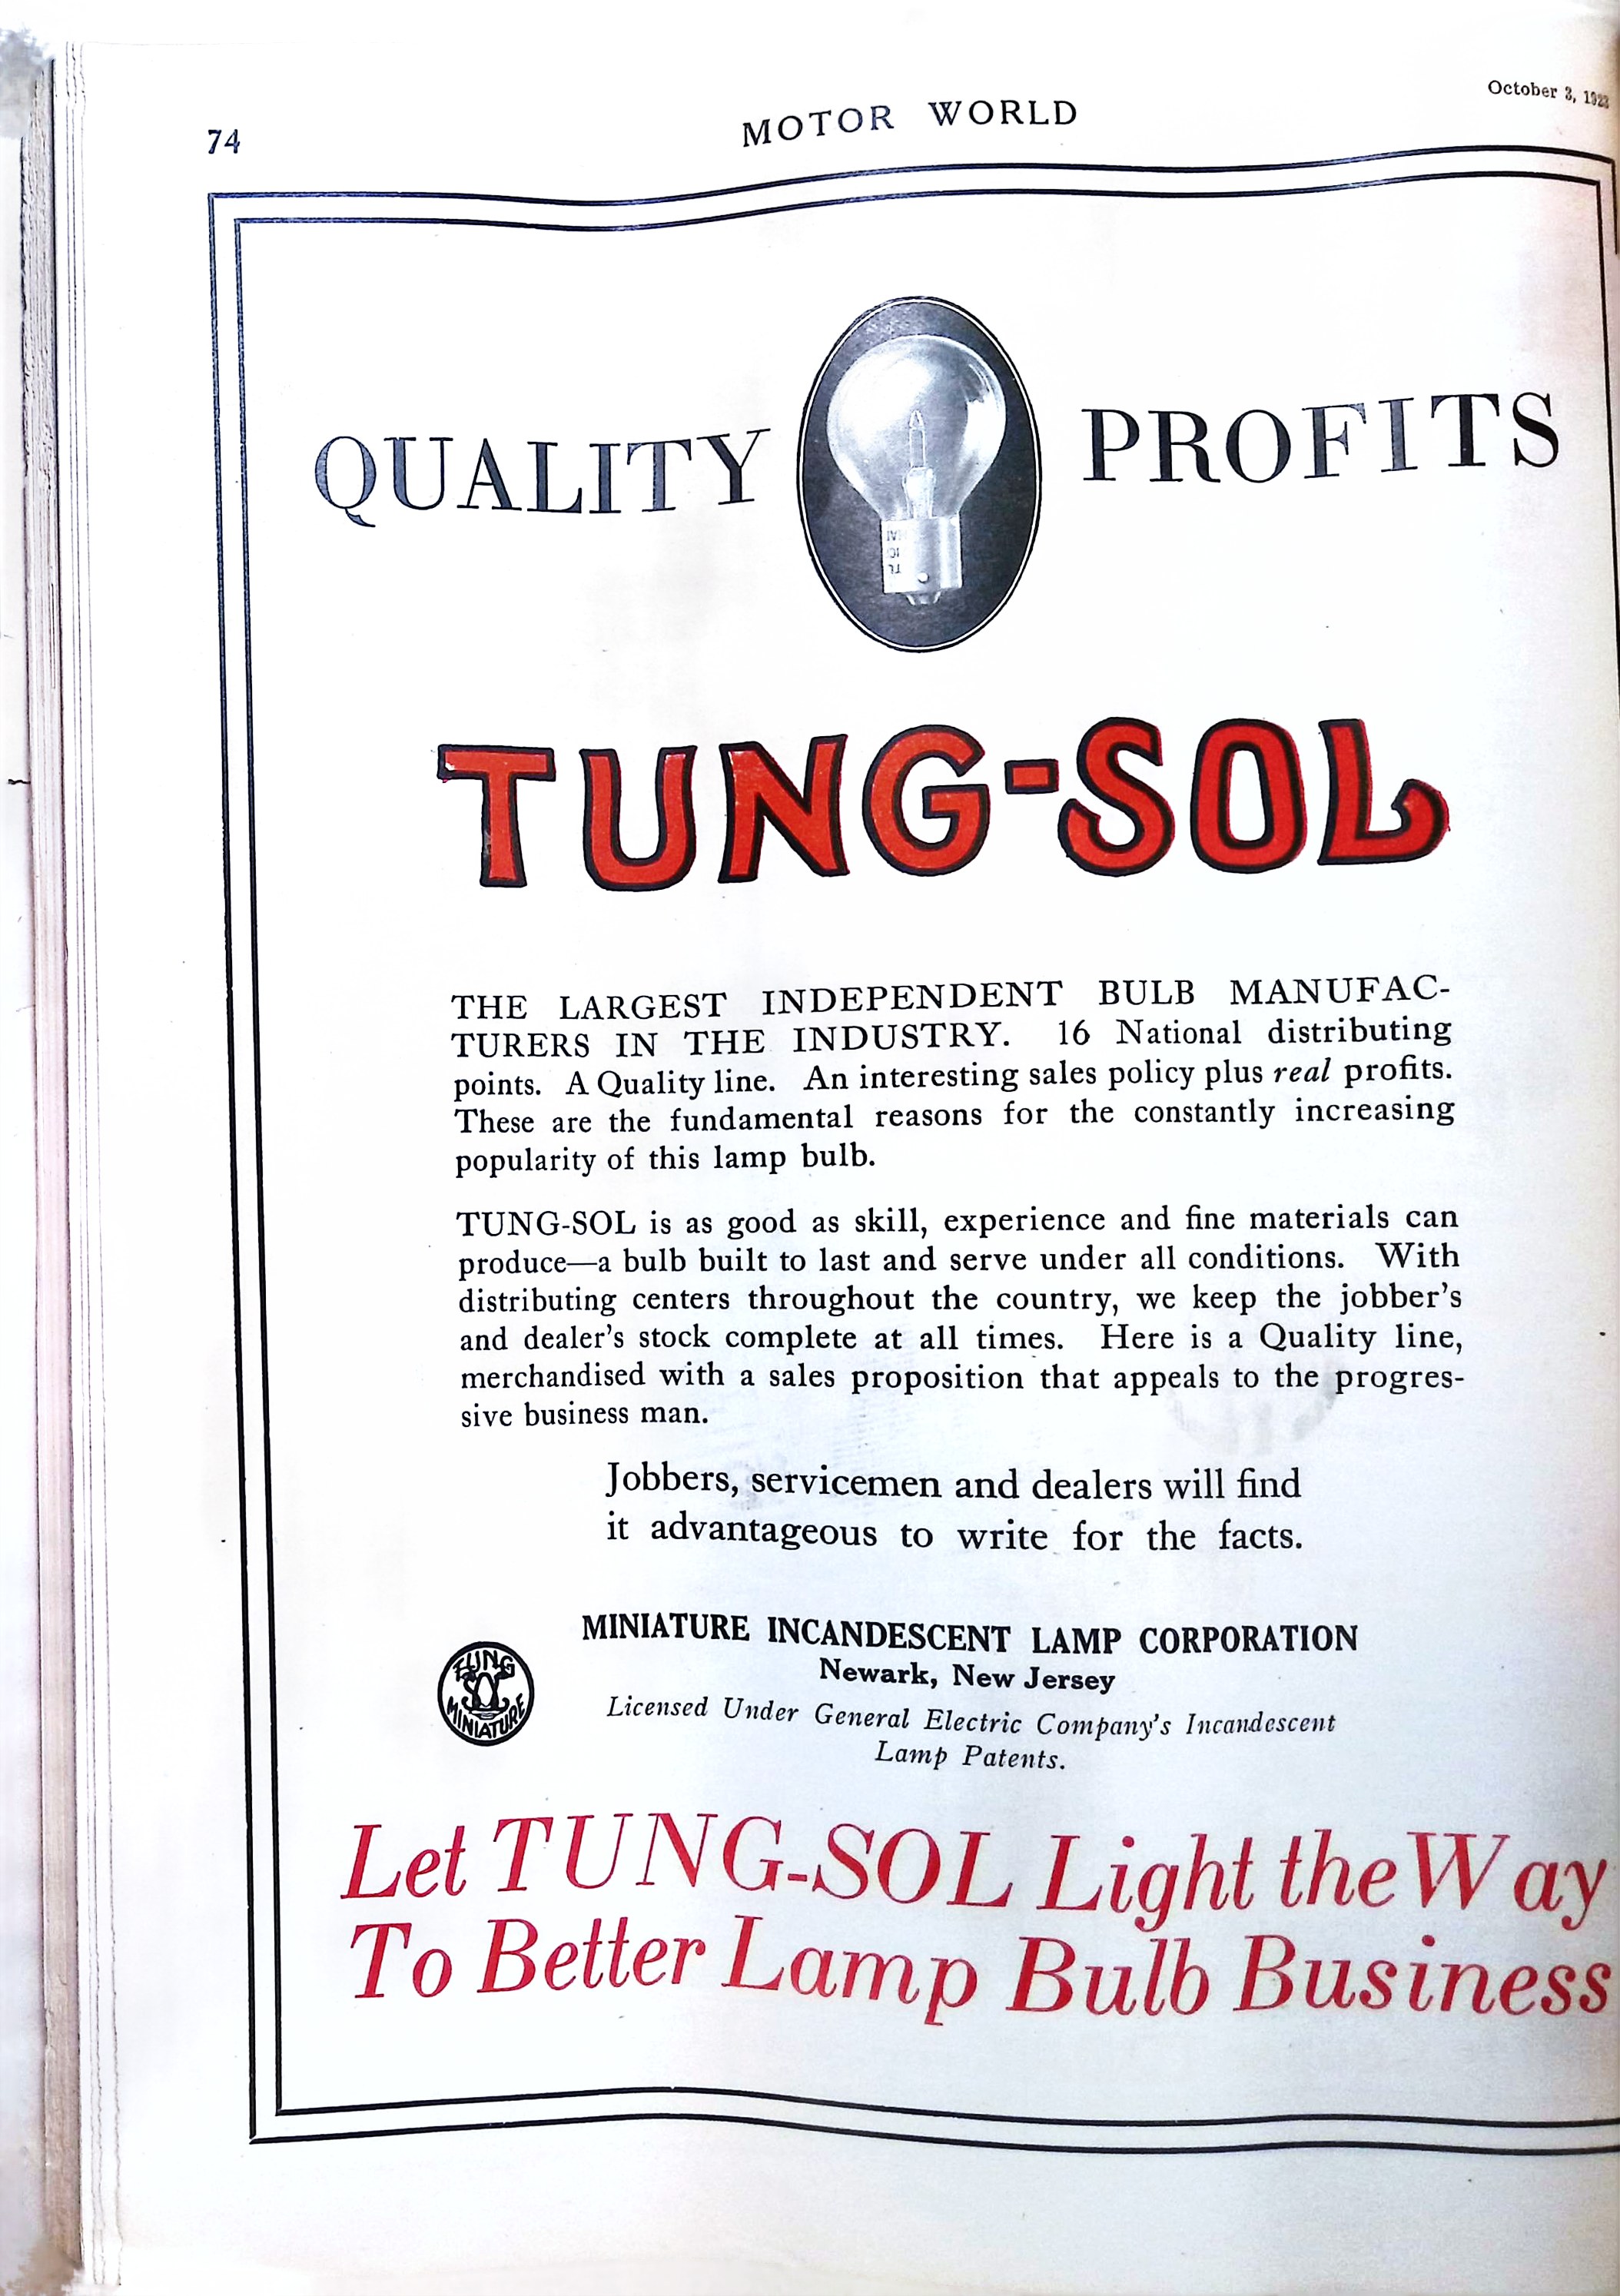 74
MOTOR WORLD
October 3, 1923
QUALITY PROFITS
TUNG-SOL
THE LARGEST INDEPENDENT BULB MANUFAC-
TURERS IN THE INDUSTRY. 16 National distributing
points. A Quality line. An interesting sales policy plus real profits.
These are the fundamental reasons for the constantly increasing
popularity of this lamp bulb.
TUNG-SOL is as good as skill, experience and fine materials can
produce—a bulb built to last and serve under all conditions. With
distributing centers throughout the country, we keep the jobber's
and dealer's stock complete at all times. Here is a Quality line,
merchandised with a sales proposition that appeals to the progres-
sive business man.
Jobbers, servicemen and dealers will find
it advantageous to write for the facts.
TUNG
SOL
MINIATURE
MINIATURE INCANDESCENT LAMP CORPORATION
Newark, New Jersey
Licensed Under General Electric Company's Incandescent
Lamp Patents.
Let TUNG-SOL Light the Way
To Better Lamp Bulb Business